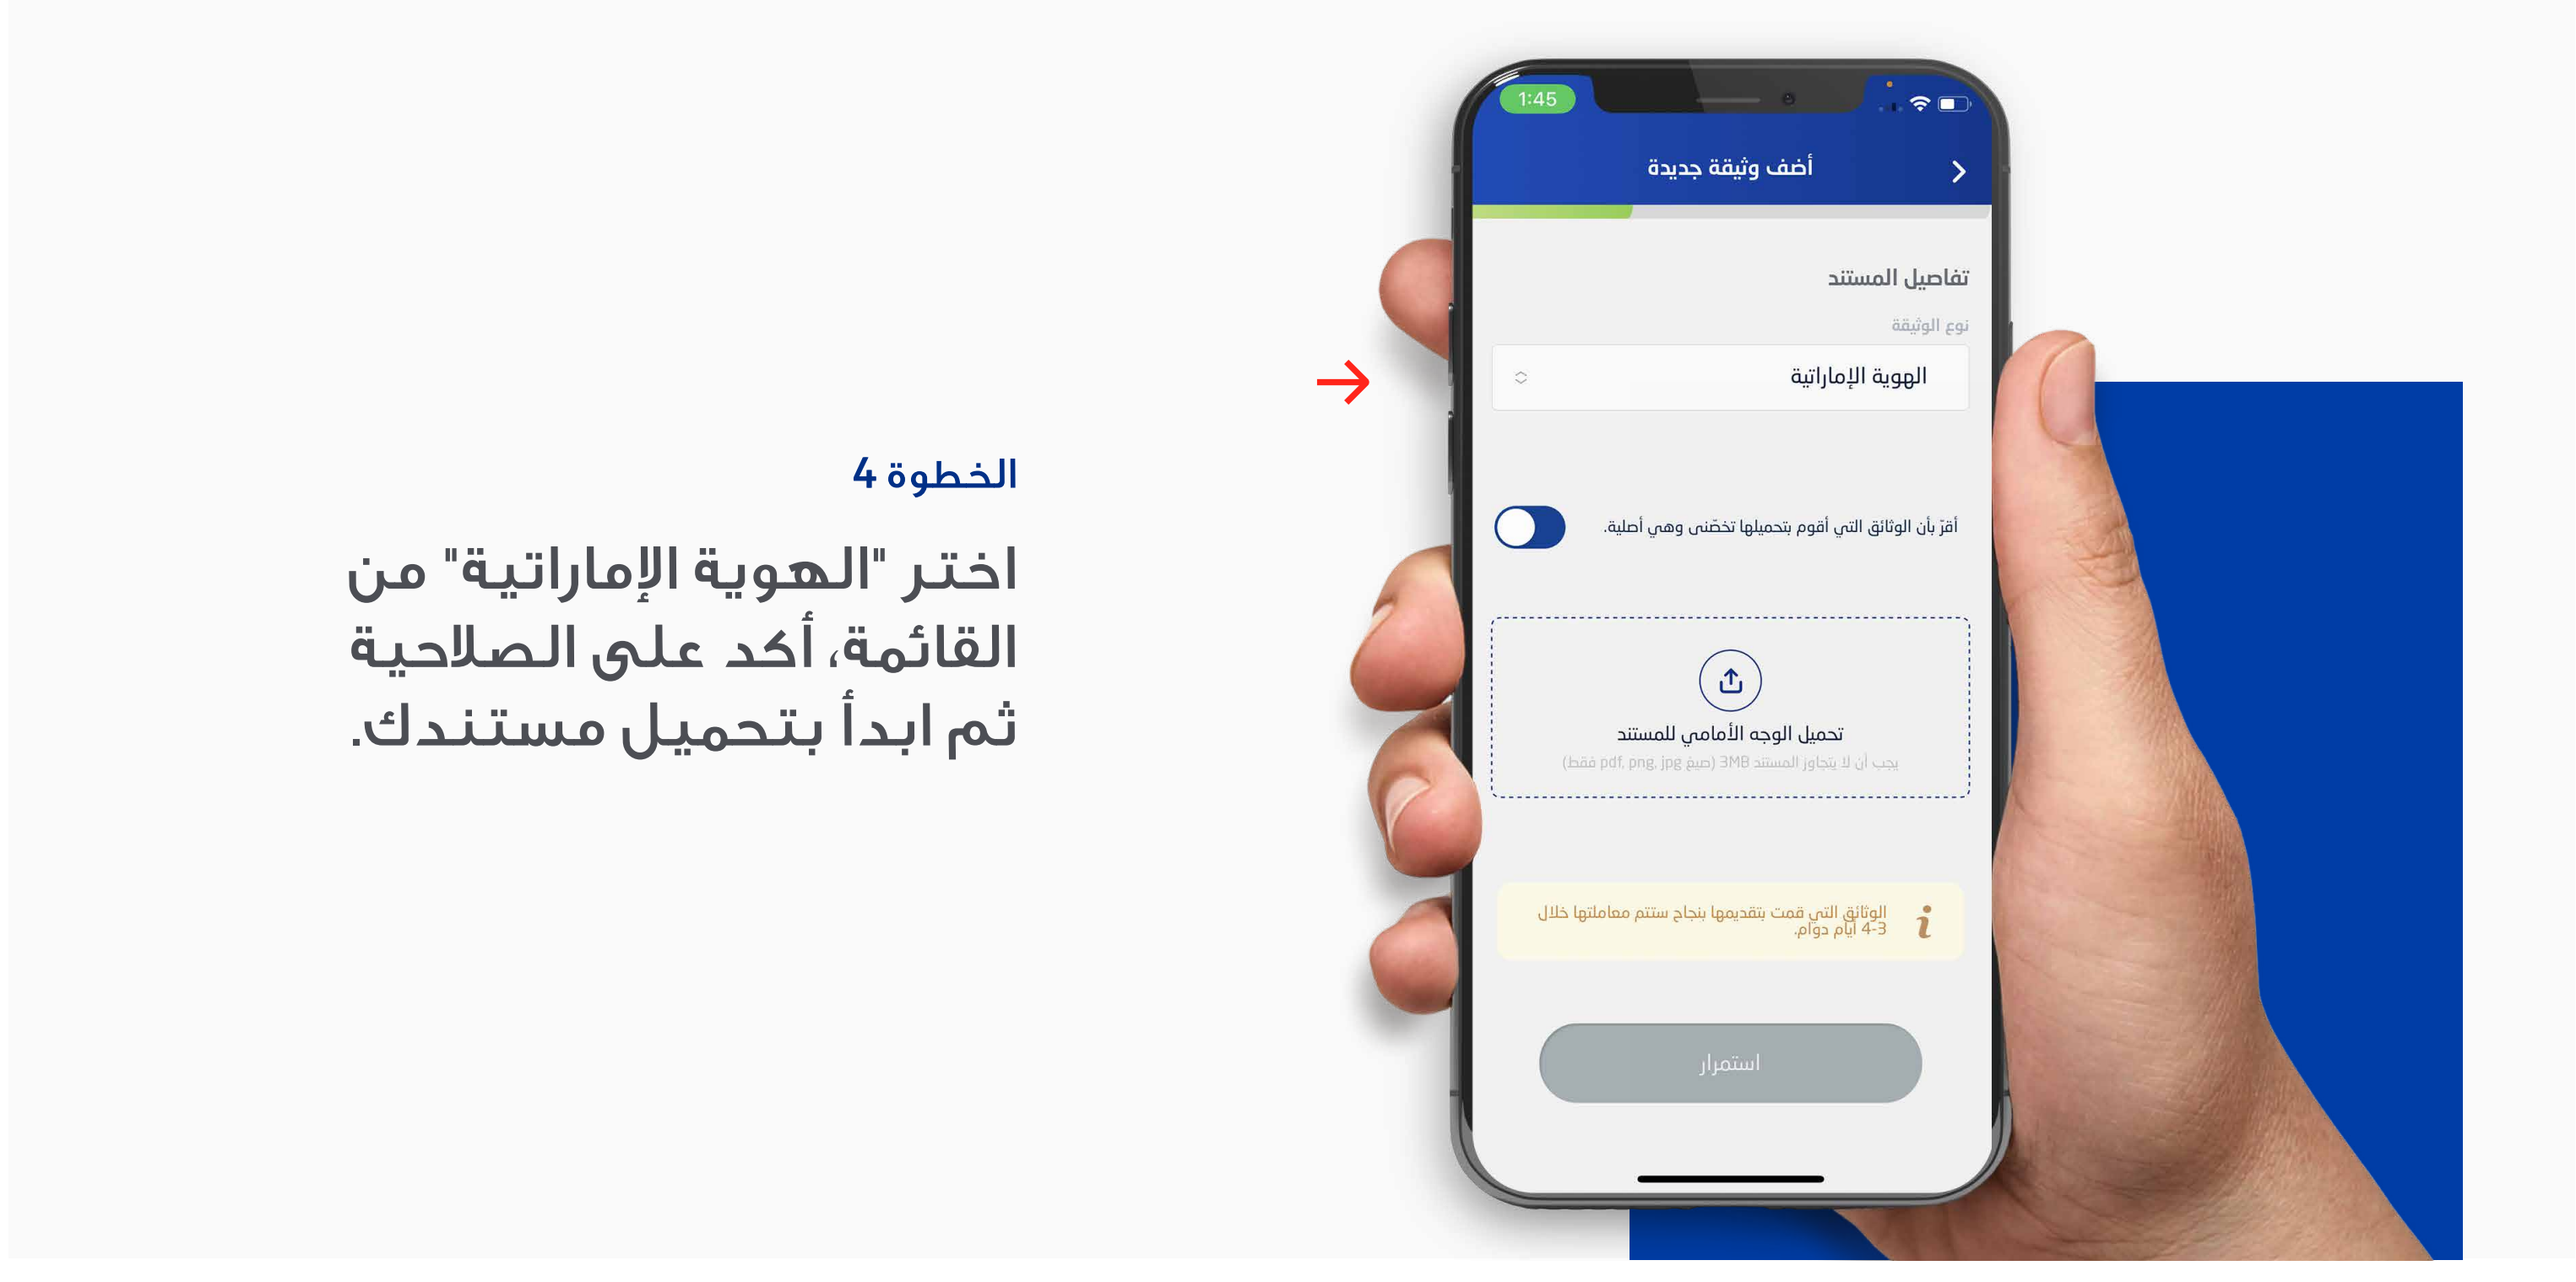 الخطوة 4
اختر "الهوية الإماراتية" من
القائمة، أكد على الصلاحية
ثم ابدأ بتحميل مستندك.
1:45
أضف وثيقة جديدة
تفاصيل المستند
نوع الوثيقة
الهوية الإماراتية
أقرّ بأن الوثائق التي أقوم بتحميلها تخصّنى وهي أصلية.
تحميل الوجه الأمامي للمستند
يجب أن لا يتجاوز المستند 3MB (صيغ pdf, png, jpg فقط)
الوثائق التي قمت بتقديمها بنجاح ستتم معاملتها خلال
3-4 أيام دوام.
استمرار